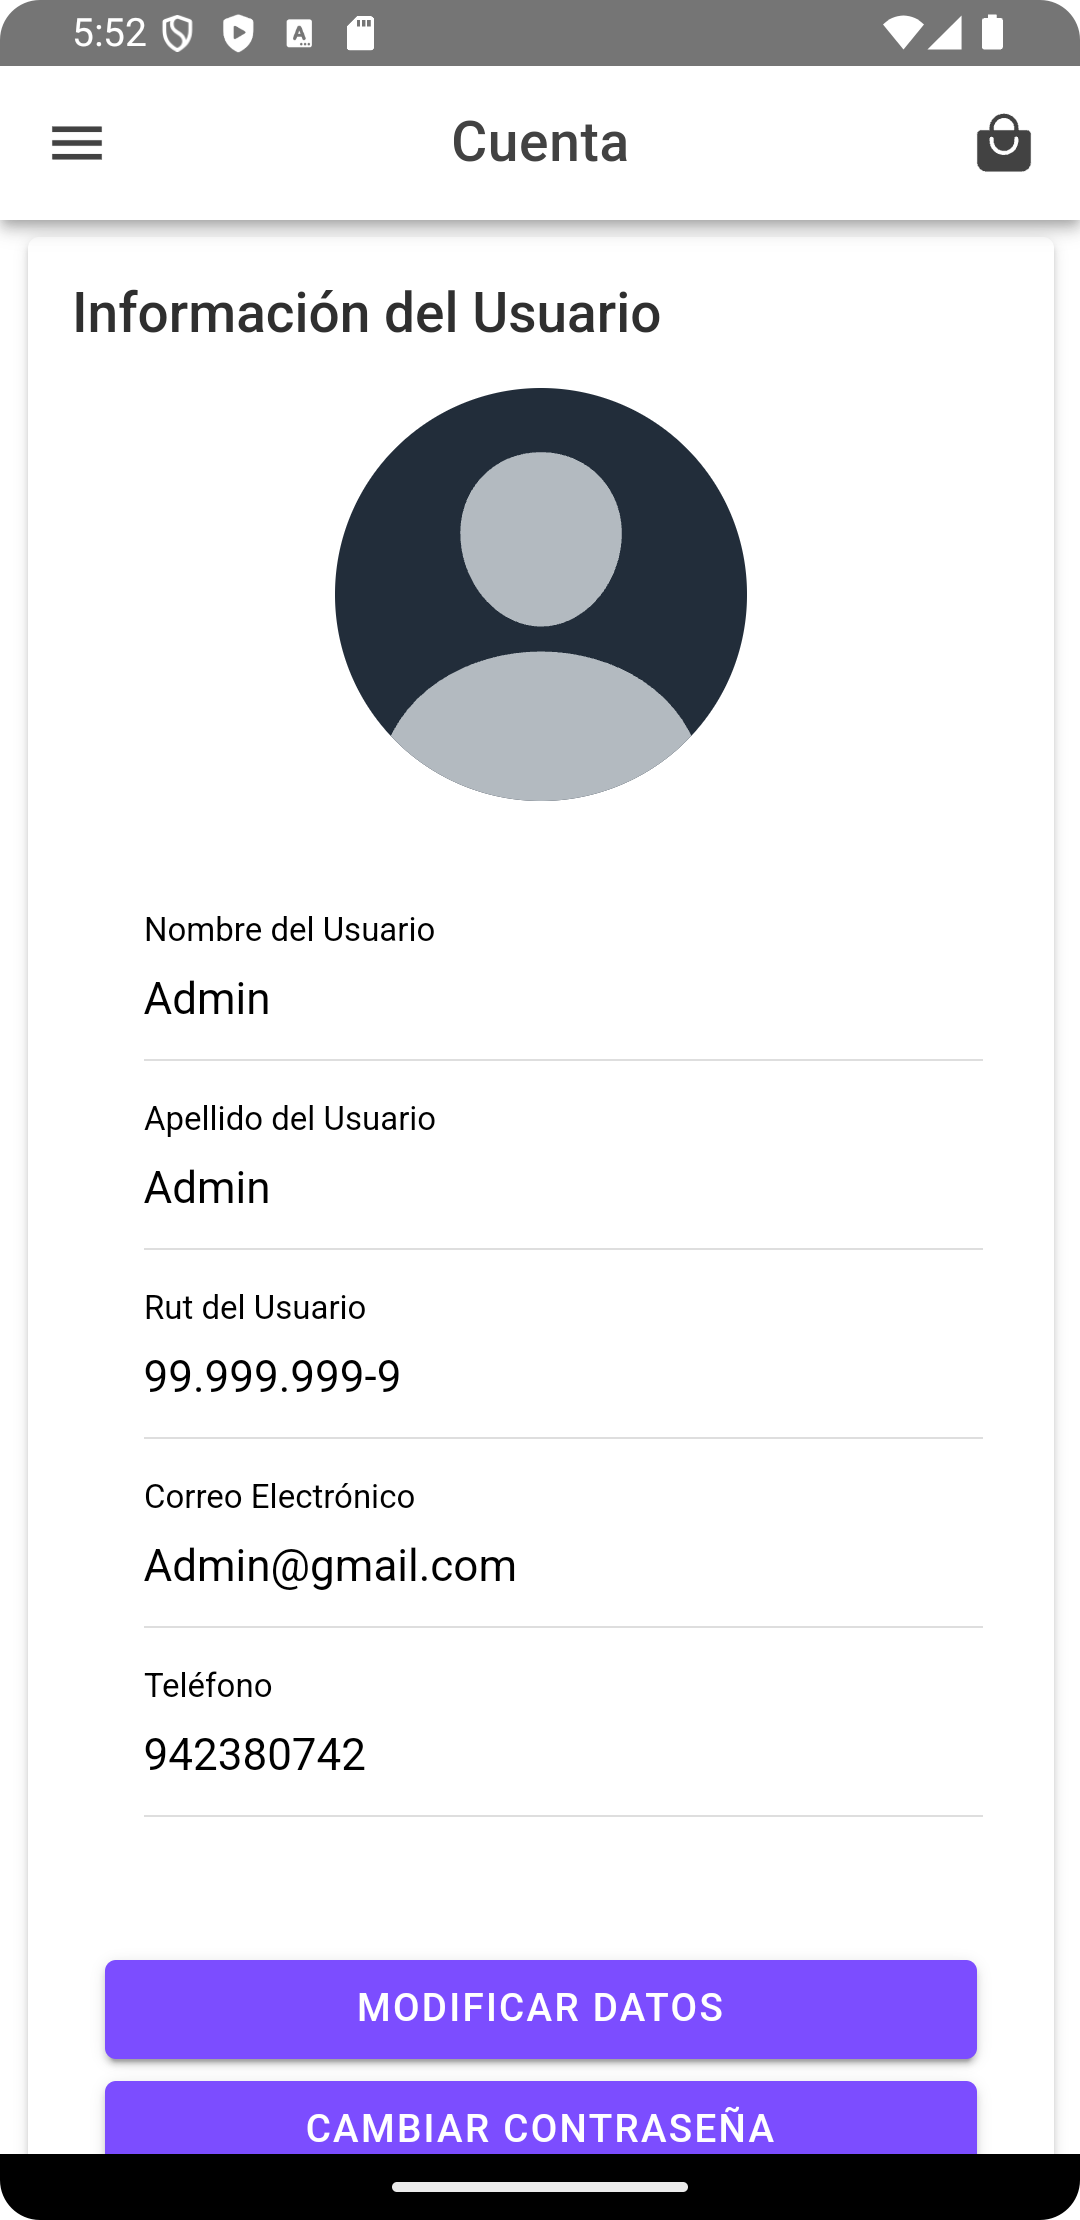 5:52
Cuenta
Información del Usuario
Nombre del Usuario
Admin
Apellido del Usuario
Admin
Rut del Usuario
99.999.999-9
Correo Electrónico
Admin@gmail.com
Teléfono
942380742
MODIFICAR DATOS
CAMBIAR CONTRASEÑA